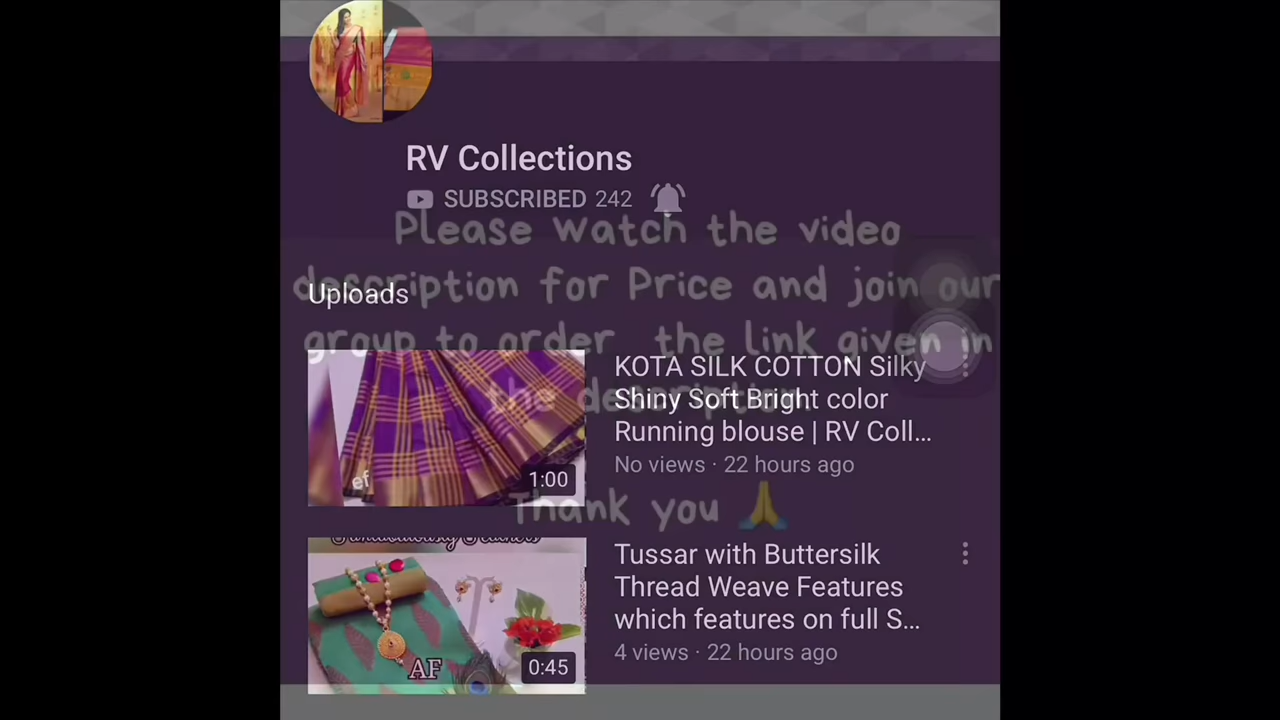 RV Collections
SUBSCRIBED 242
Please watch the video
description for Price and join our
Uploads
group to order the link given in
KOTA SILK COTTON Silky
the description.
Shiny Soft Bright color
Running blouse | RV Coll...
No views · 22 hours ago
ef
1:00
Thank you 🙏
Tussar with Buttersilk
Thread Weave Features
which features on full S...
4 views · 22 hours ago
AF
0:45